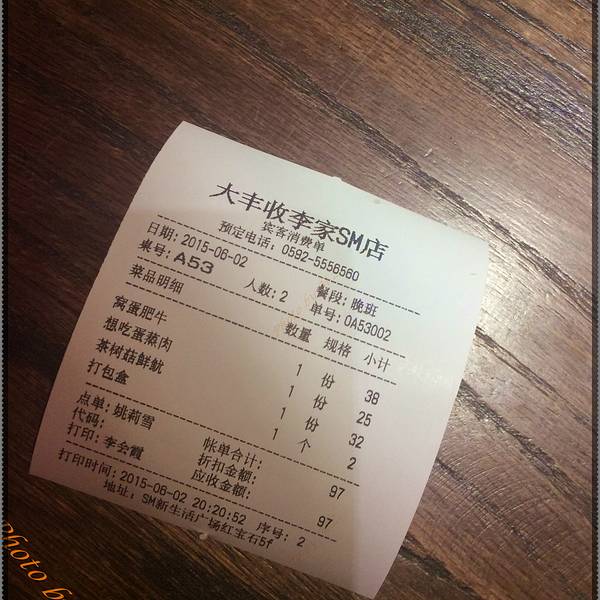 大丰收李家SM店
宾客消费单
预定电话: 0592-5556560
日期: 2015-06-02 餐段: 晚班
桌号: A53 人数: 2 单号: 0A53002
菜品明细 数量 规格 小计
窝蛋肥牛 1 份 38
想吃蛋蒸肉 1 份 25
茶树菇鲜鱿 1 份 32
打包盒 1 个 2
点单: 姚莉雪 帐单合计: 97
代码: 折扣金额:
打印: 李会霞 应收金额: 97
打印时间: 2015-06-02 20:20:52 序号: 2
地址: SM新生活广场红宝石5f
Photo b